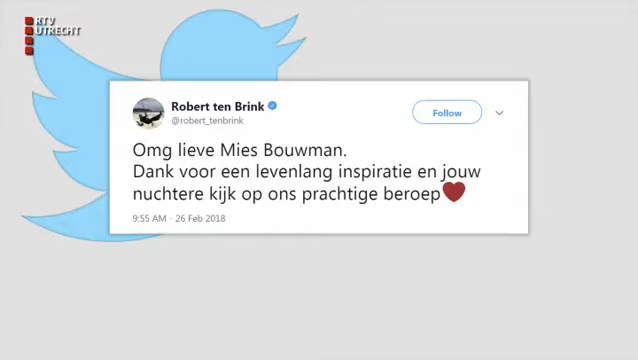 RTV
UTRECHT
Robert ten Brink
@robert_tenbrink
Follow
Omg lieve Mies Bouwman.
Dank voor een levenlang inspiratie en jouw
nuchtere kijk op ons prachtige beroep❤
9:55 AM - 26 Feb 2018